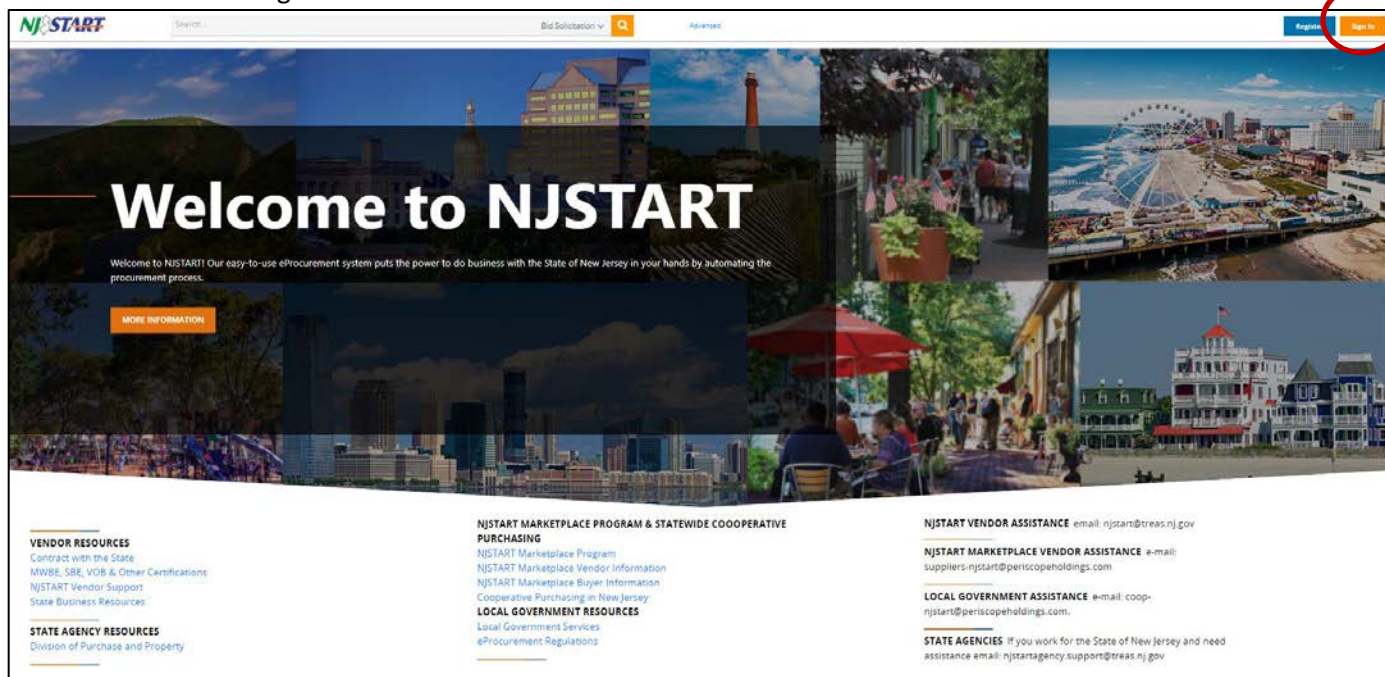 NJSTART
Search...
Bid Solicitation
Advanced
Register
Sign In
Welcome to NJSTART
Welcome to NJSTART! Our easy-to-use eProcurement system puts the power to do business with the State of New Jersey in your hands by automating the
procurement process.
MORE INFORMATION
VENDOR RESOURCES
Contract with the State
MWBE, SBE, VOB & Other Certifications
NJSTART Vendor Support
State Business Resources
STATE AGENCY RESOURCES
Division of Purchase and Property
NJSTART MARKETPLACE PROGRAM & STATEWIDE COOOPERATIVE
PURCHASING
NJSTART Marketplace Program
NJSTART Marketplace Vendor Information
NJSTART Marketplace Buyer Information
Cooperative Purchasing in New Jersey
LOCAL GOVERNMENT RESOURCES
Local Government Services
eProcurement Regulations
NJSTART VENDOR ASSISTANCE email: njstart@treas.nj.gov
NJSTART MARKETPLACE VENDOR ASSISTANCE e-mail:
suppliers-njstart@periscopeholdings.com
LOCAL GOVERNMENT ASSISTANCE e-mail: coop-
njstart@periscopeholdings.com.
STATE AGENCIES If you work for the State of New Jersey and need
assistance email: njstartagency.support@treas.nj.gov